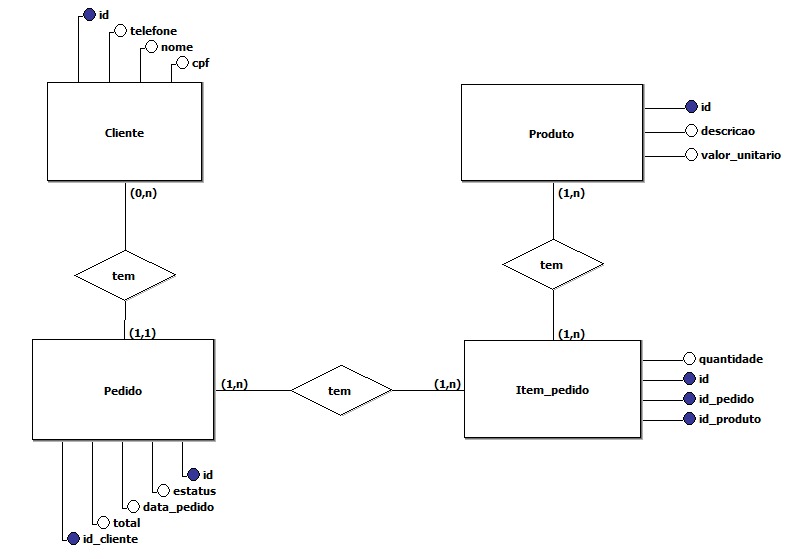 id
telefone
nome
cpf
Cliente
(0,n)
tem
(1,1)
Pedido
id
estatus
data_pedido
total
id_cliente
(1,n)
tem
(1,n)
Produto
id
descricao
valor_unitario
(1,n)
tem
(1,n)
Item_pedido
quantidade
id
id_pedido
id_produto